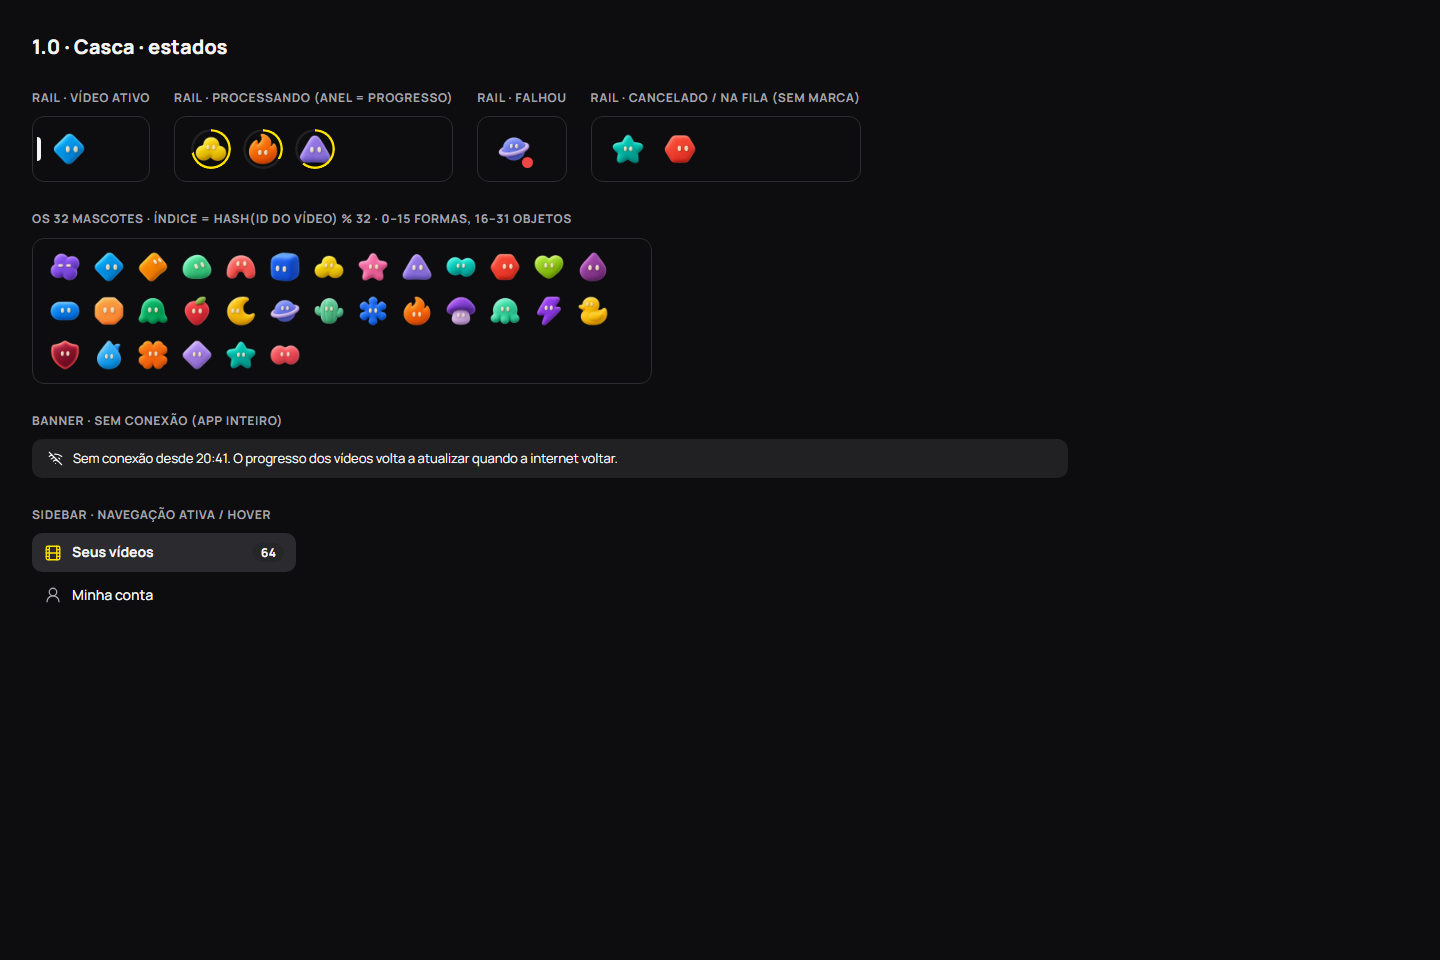 1.0 · Casca · estados
RAIL · VÍDEO ATIVO
RAIL · PROCESSANDO (ANEL = PROGRESSO)
RAIL · FALHOU
RAIL · CANCELADO / NA FILA (SEM MARCA)
OS 32 MASCOTES · ÍNDICE = HASH(ID DO VÍDEO) % 32 · 0–15 FORMAS, 16–31 OBJETOS
BANNER · SEM CONEXÃO (APP INTEIRO)
Sem conexão desde 20:41. O progresso dos vídeos volta a atualizar quando a internet voltar.
SIDEBAR · NAVEGAÇÃO ATIVA / HOVER
Seus vídeos 64
Minha conta